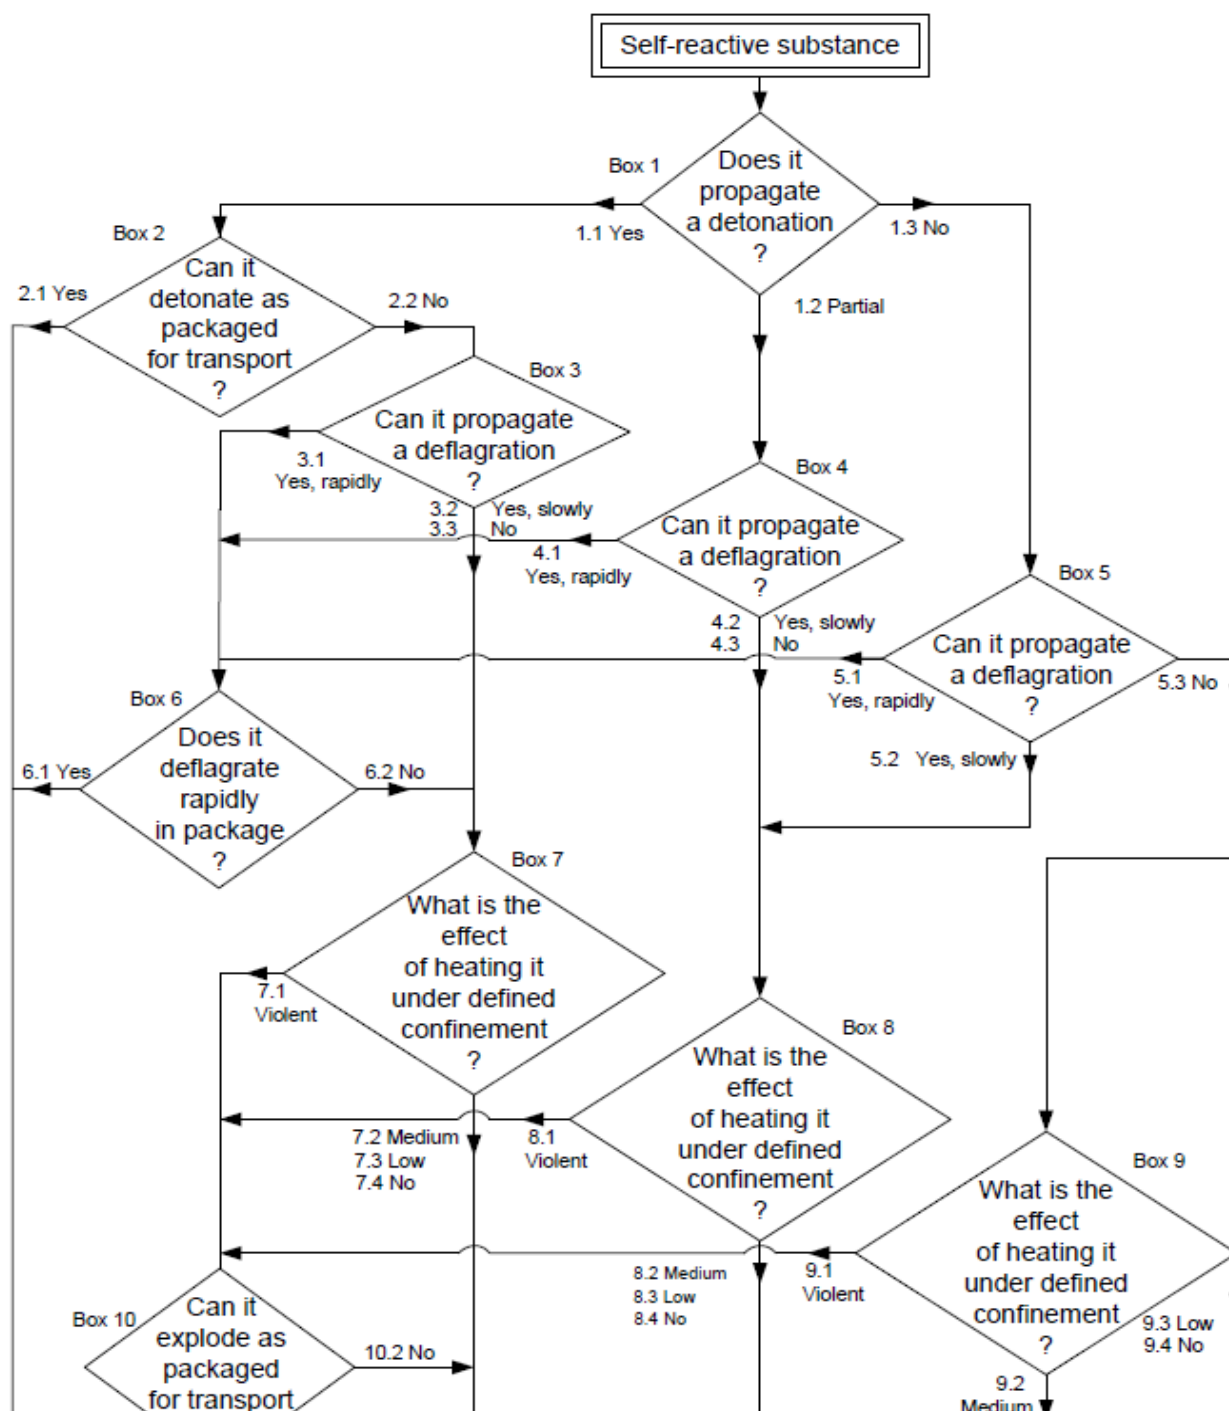 Self-reactive substance
Box 1
Does it
propagate
a detonation
?
1.1 Yes
1.3 No
1.2 Partial
Box 2
Can it
detonate as
packaged
for transport
?
2.1 Yes
2.2 No
Box 3
Can it propagate
a deflagration
?
3.1
Yes, rapidly
3.2 Yes, slowly
3.3 No
Box 4
Can it propagate
a deflagration
?
4.1
Yes, rapidly
4.2 Yes, slowly
4.3 No
Box 5
Can it propagate
a deflagration
?
5.1
Yes, rapidly
5.3 No
5.2 Yes, slowly
Box 6
Does it
deflagrate
rapidly
in package
?
6.1 Yes
6.2 No
Box 7
What is the
effect
of heating it
under defined
confinement
?
7.1
Violent
7.2 Medium
7.3 Low
7.4 No
Box 8
What is the
effect
of heating it
under defined
confinement
?
8.1
Violent
8.2 Medium
8.3 Low
8.4 No
Box 9
What is the
effect
of heating it
under defined
confinement
?
9.1
Violent
9.3 Low
9.4 No
9.2
Medium
Box 10
Can it
explode as
packaged
for transport
10.2 No